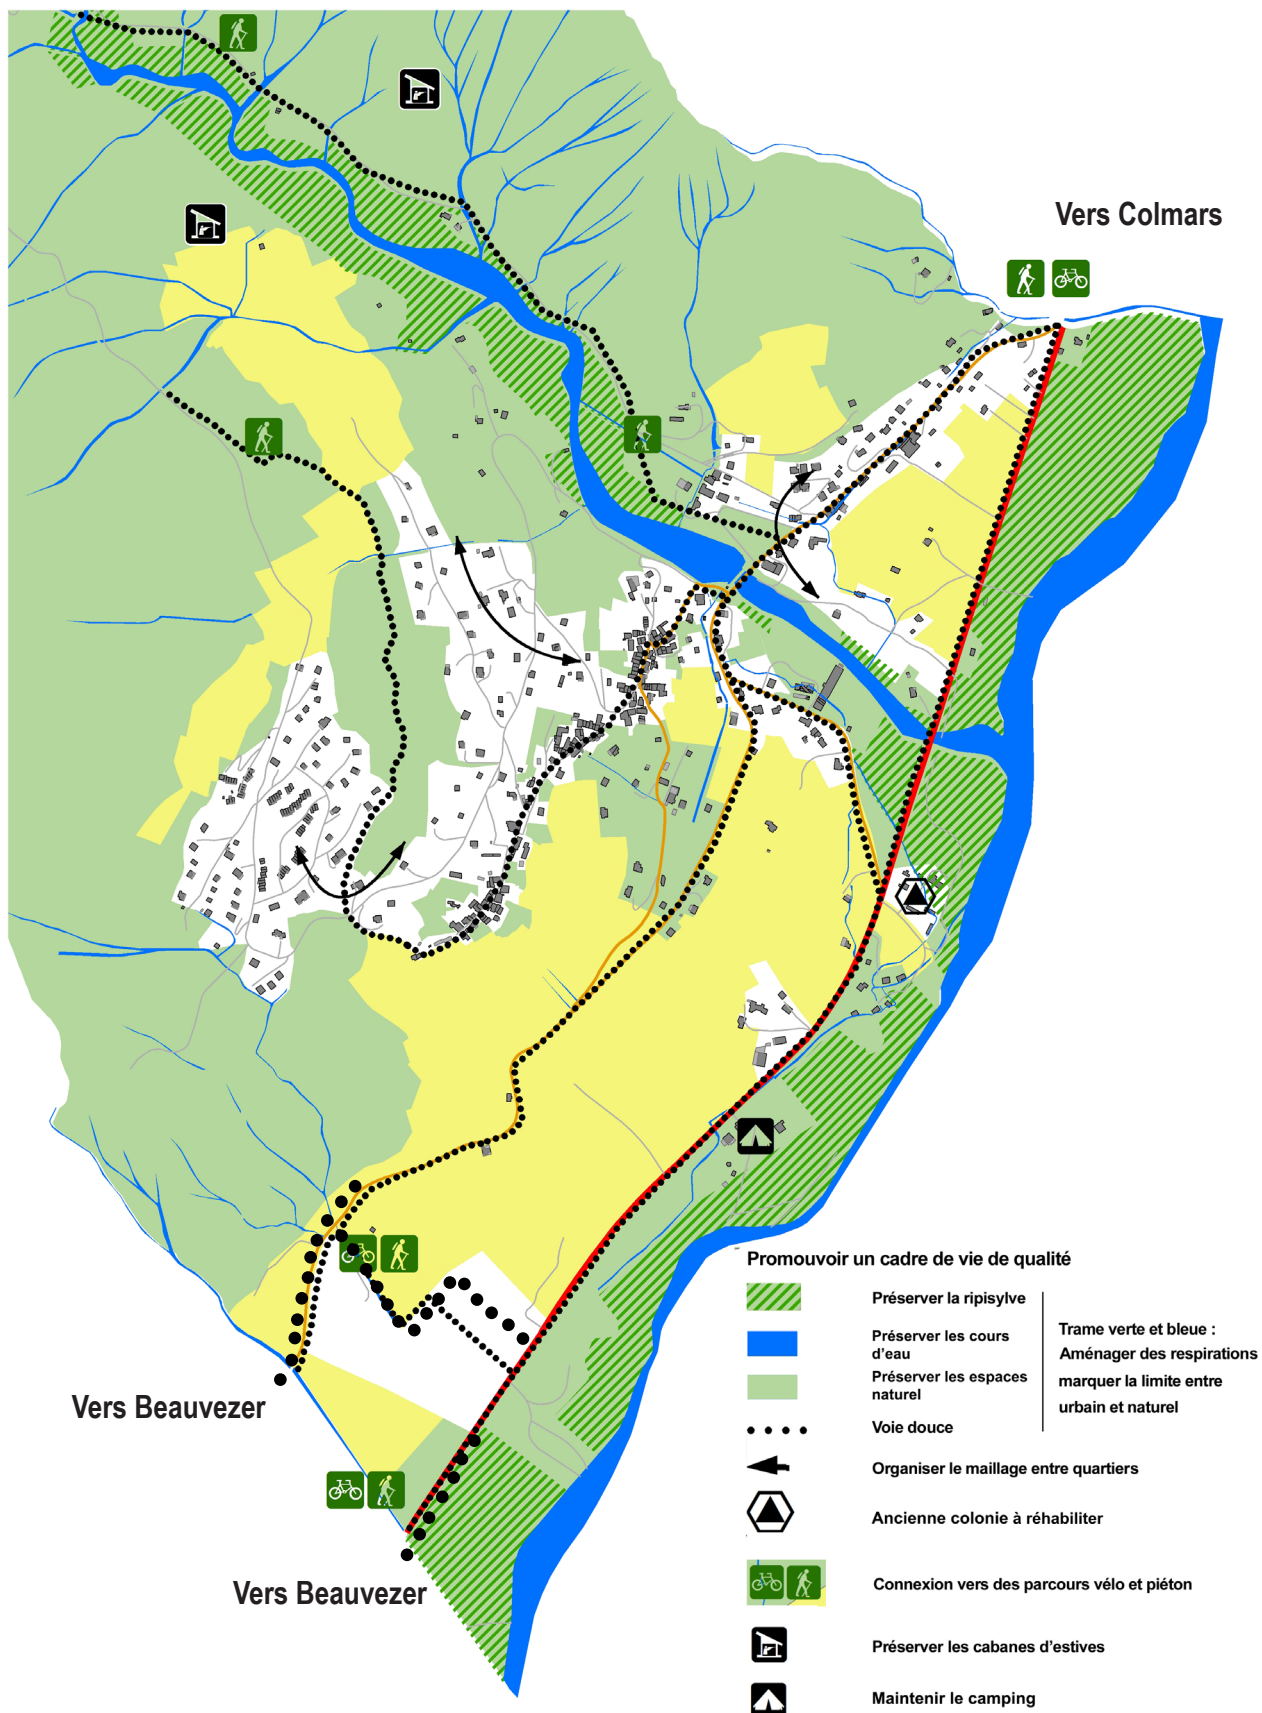 Vers Colmars
Vers Beauvezer
Vers Beauvezer
Promouvoir un cadre de vie de qualité
Préserver la ripisylve
Préserver les cours
d'eau
Préserver les espaces
naturel
Trame verte et bleue :
Aménager des respirations
marquer la limite entre
urbain et naturel
Voie douce
Organiser le maillage entre quartiers
Ancienne colonie à réhabiliter
Connexion vers des parcours vélo et piéton
Préserver les cabanes d'estives
Maintenir le camping